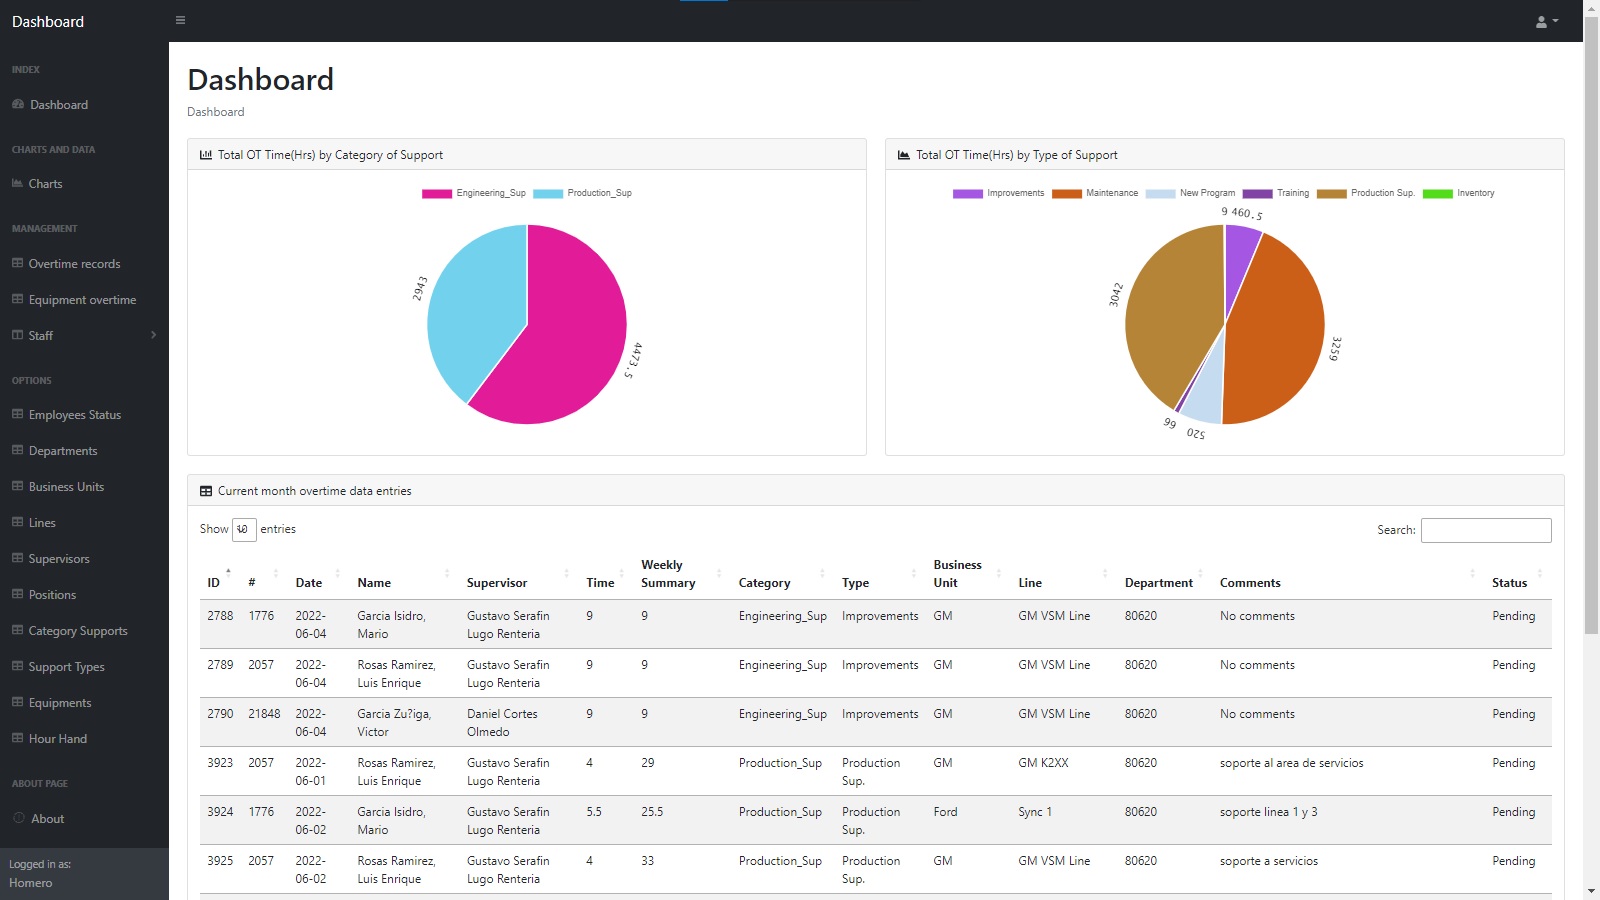 Dashboard
INDEX
Dashboard
CHARTS AND DATA
Charts
MANAGEMENT
Overtime records
Equipment overtime
Staff
OPTIONS
Employees Status
Departments
Business Units
Lines
Supervisors
Positions
Category Supports
Support Types
Equipments
Hour Hand
ABOUT PAGE
About
Logged in as:
Homero
Dashboard
Dashboard
Total OT Time(Hrs) by Category of Support
Engineering_Sup Production_Sup
2943
4473.5
Total OT Time(Hrs) by Type of Support
Improvements Maintenance New Program Training Production Sup. Inventory
9 460.5
3042
3259
66 520
Current month overtime data entries
Show entries Search:
Weekly Business
ID # Date Name Supervisor Time Summary Category Type Unit Line Department Comments Status
2788 1776 2022- Garcia Isidro, Gustavo Serafin 9 9 Engineering_Sup Improvements GM GM VSM Line 80620 No comments Pending
06-04 Mario Lugo Renteria
2789 2057 2022- Rosas Ramirez, Gustavo Serafin 9 9 Engineering_Sup Improvements GM GM VSM Line 80620 No comments Pending
06-04 Luis Enrique Lugo Renteria
2790 21848 2022- Garcia Zu?iga, Daniel Cortes 9 9 Engineering_Sup Improvements GM GM VSM Line 80620 No comments Pending
06-04 Victor Olmedo
3923 2057 2022- Rosas Ramirez, Gustavo Serafin 4 29 Production_Sup Production GM GM K2XX 80620 soporte al area de servicios Pending
06-01 Luis Enrique Lugo Renteria Sup.
3924 1776 2022- Garcia Isidro, Gustavo Serafin 5.5 25.5 Production_Sup Production Ford Sync 1 80620 soporte linea 1 y 3 Pending
06-02 Mario Lugo Renteria Sup.
3925 2057 2022- Rosas Ramirez, Gustavo Serafin 4 33 Production_Sup Production GM GM VSM Line 80620 soporte a servicios Pending
06-02 Luis Enrique Lugo Renteria Sup.